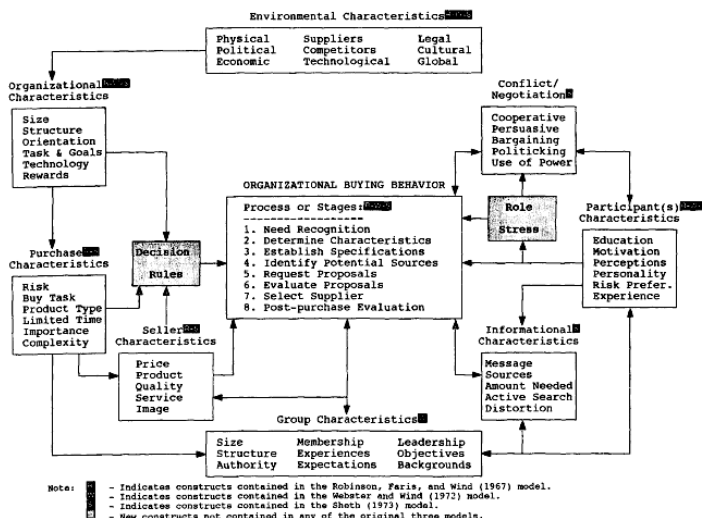 Environmental Characteristics
Physical Suppliers Legal
Political Competitors Cultural
Economic Technological Global
Organizational
Characteristics
Size
Structure
Orientation
Task & Goals
Technology
Rewards
Conflict/
Negotiation
Cooperative
Persuasive
Bargaining
Politicking
Use of Power
ORGANIZATIONAL BUYING BEHAVIOR
Process or Stages:
1. Need Recognition
2. Determine Characteristics
3. Establish Specifications
4. Identify Potential Sources
5. Request Proposals
6. Evaluate Proposals
7. Select Supplier
8. Post-purchase Evaluation
Role
Stress
Participant(s)
Characteristics
Education
Motivation
Perceptions
Personality
Risk Prefer.
Experience
Purchase
Characteristics
Risk
Buy Task
Product Type
Limited Time
Importance
Complexity
Decision
Rules
Seller
Characteristics
Price
Product
Quality
Service
Image
Informational
Characteristics
Message
Sources
Amount Needed
Active Search
Distortion
Group Characteristics
Size Membership Leadership
Structure Experiences Objectives
Authority Expectations Backgrounds
Note: - Indicates constructs contained in the Robinson, Faris, and Wind (1967) model.
- Indicates constructs contained in the Webster and Wind (1972) model.
- Indicates constructs contained in the Sheth (1973) model.
- New constructs not contained in any of the original three models.